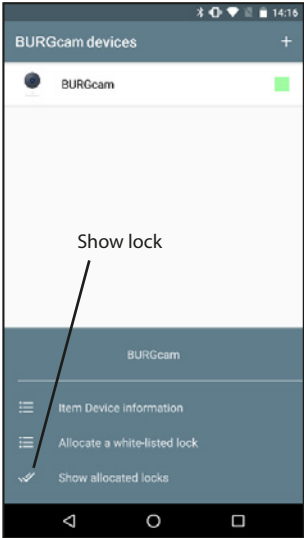 14:16
BURGcam devices +
BURGcam
Show lock
BURGcam
Item Device information
Allocate a white-listed lock
Show allocated locks